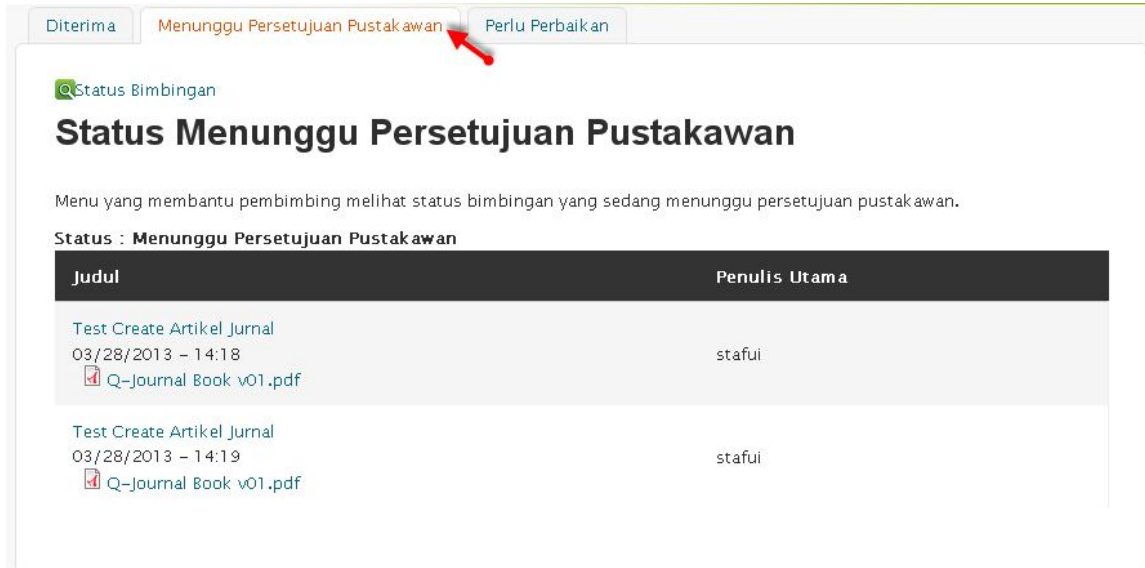 Diterima Menunggu Persetujuan Pustakawan Perlu Perbaikan
Status Bimbingan
Status Menunggu Persetujuan Pustakawan
Menu yang membantu pembimbing melihat status bimbingan yang sedang menunggu persetujuan pustakawan.
Status : Menunggu Persetujuan Pustakawan
Judul Penulis Utama
Test Create Artikel Jurnal
03/28/2013 – 14:18 stafui
Q-Journal Book v01.pdf
Test Create Artikel Jurnal
03/28/2013 – 14:19 stafui
Q-Journal Book v01.pdf